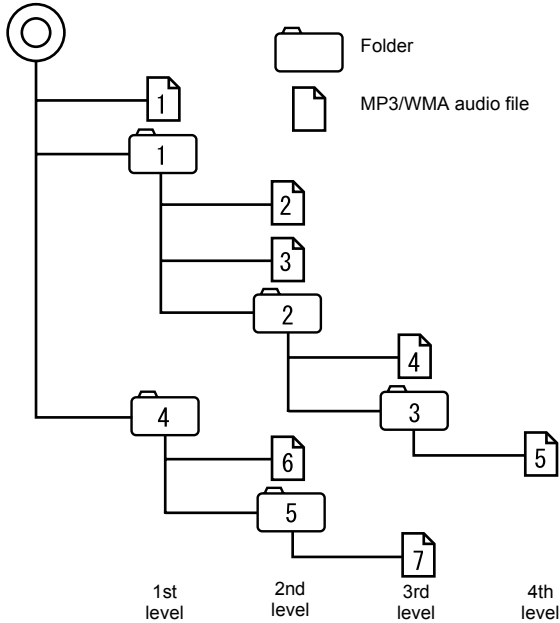 Folder
MP3/WMA audio file
1
1
2
3
2
4
3
4
5
6
5
7
1st
level
2nd
level
3rd
level
4th
level